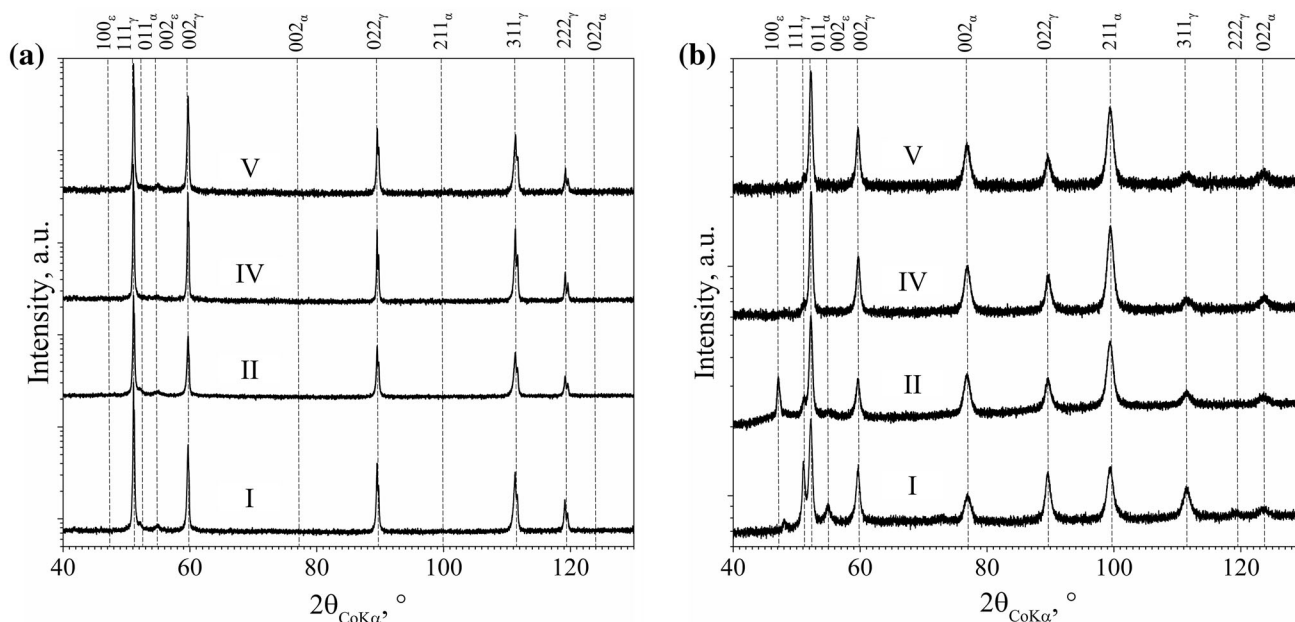 (a)
100ε 111γ 011α 002ε 002γ 002α 022γ 211α 311γ 222γ 022α
V
IV
II
I
Intensity, a.u.
40 60 80 100 120
2θCoKα, °
(b)
100ε 111γ 011α 002ε 002γ 002α 022γ 211α 311γ 222γ 022α
V
IV
II
I
Intensity, a.u.
40 60 80 100 120
2θCoKα, °